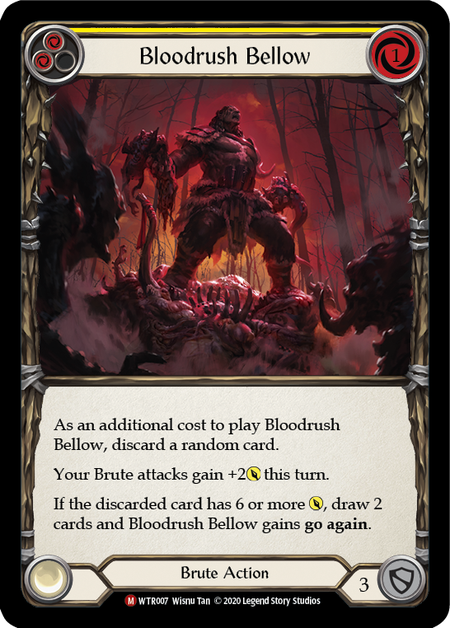 Bloodrush Bellow
1
As an additional cost to play Bloodrush
Bellow, discard a random card.
Your Brute attacks gain +2 this turn.
If the discarded card has 6 or more , draw 2
cards and Bloodrush Bellow gains go again.
Brute Action
3
M WTR007 Wisnu Tan © 2020 Legend Story Studios